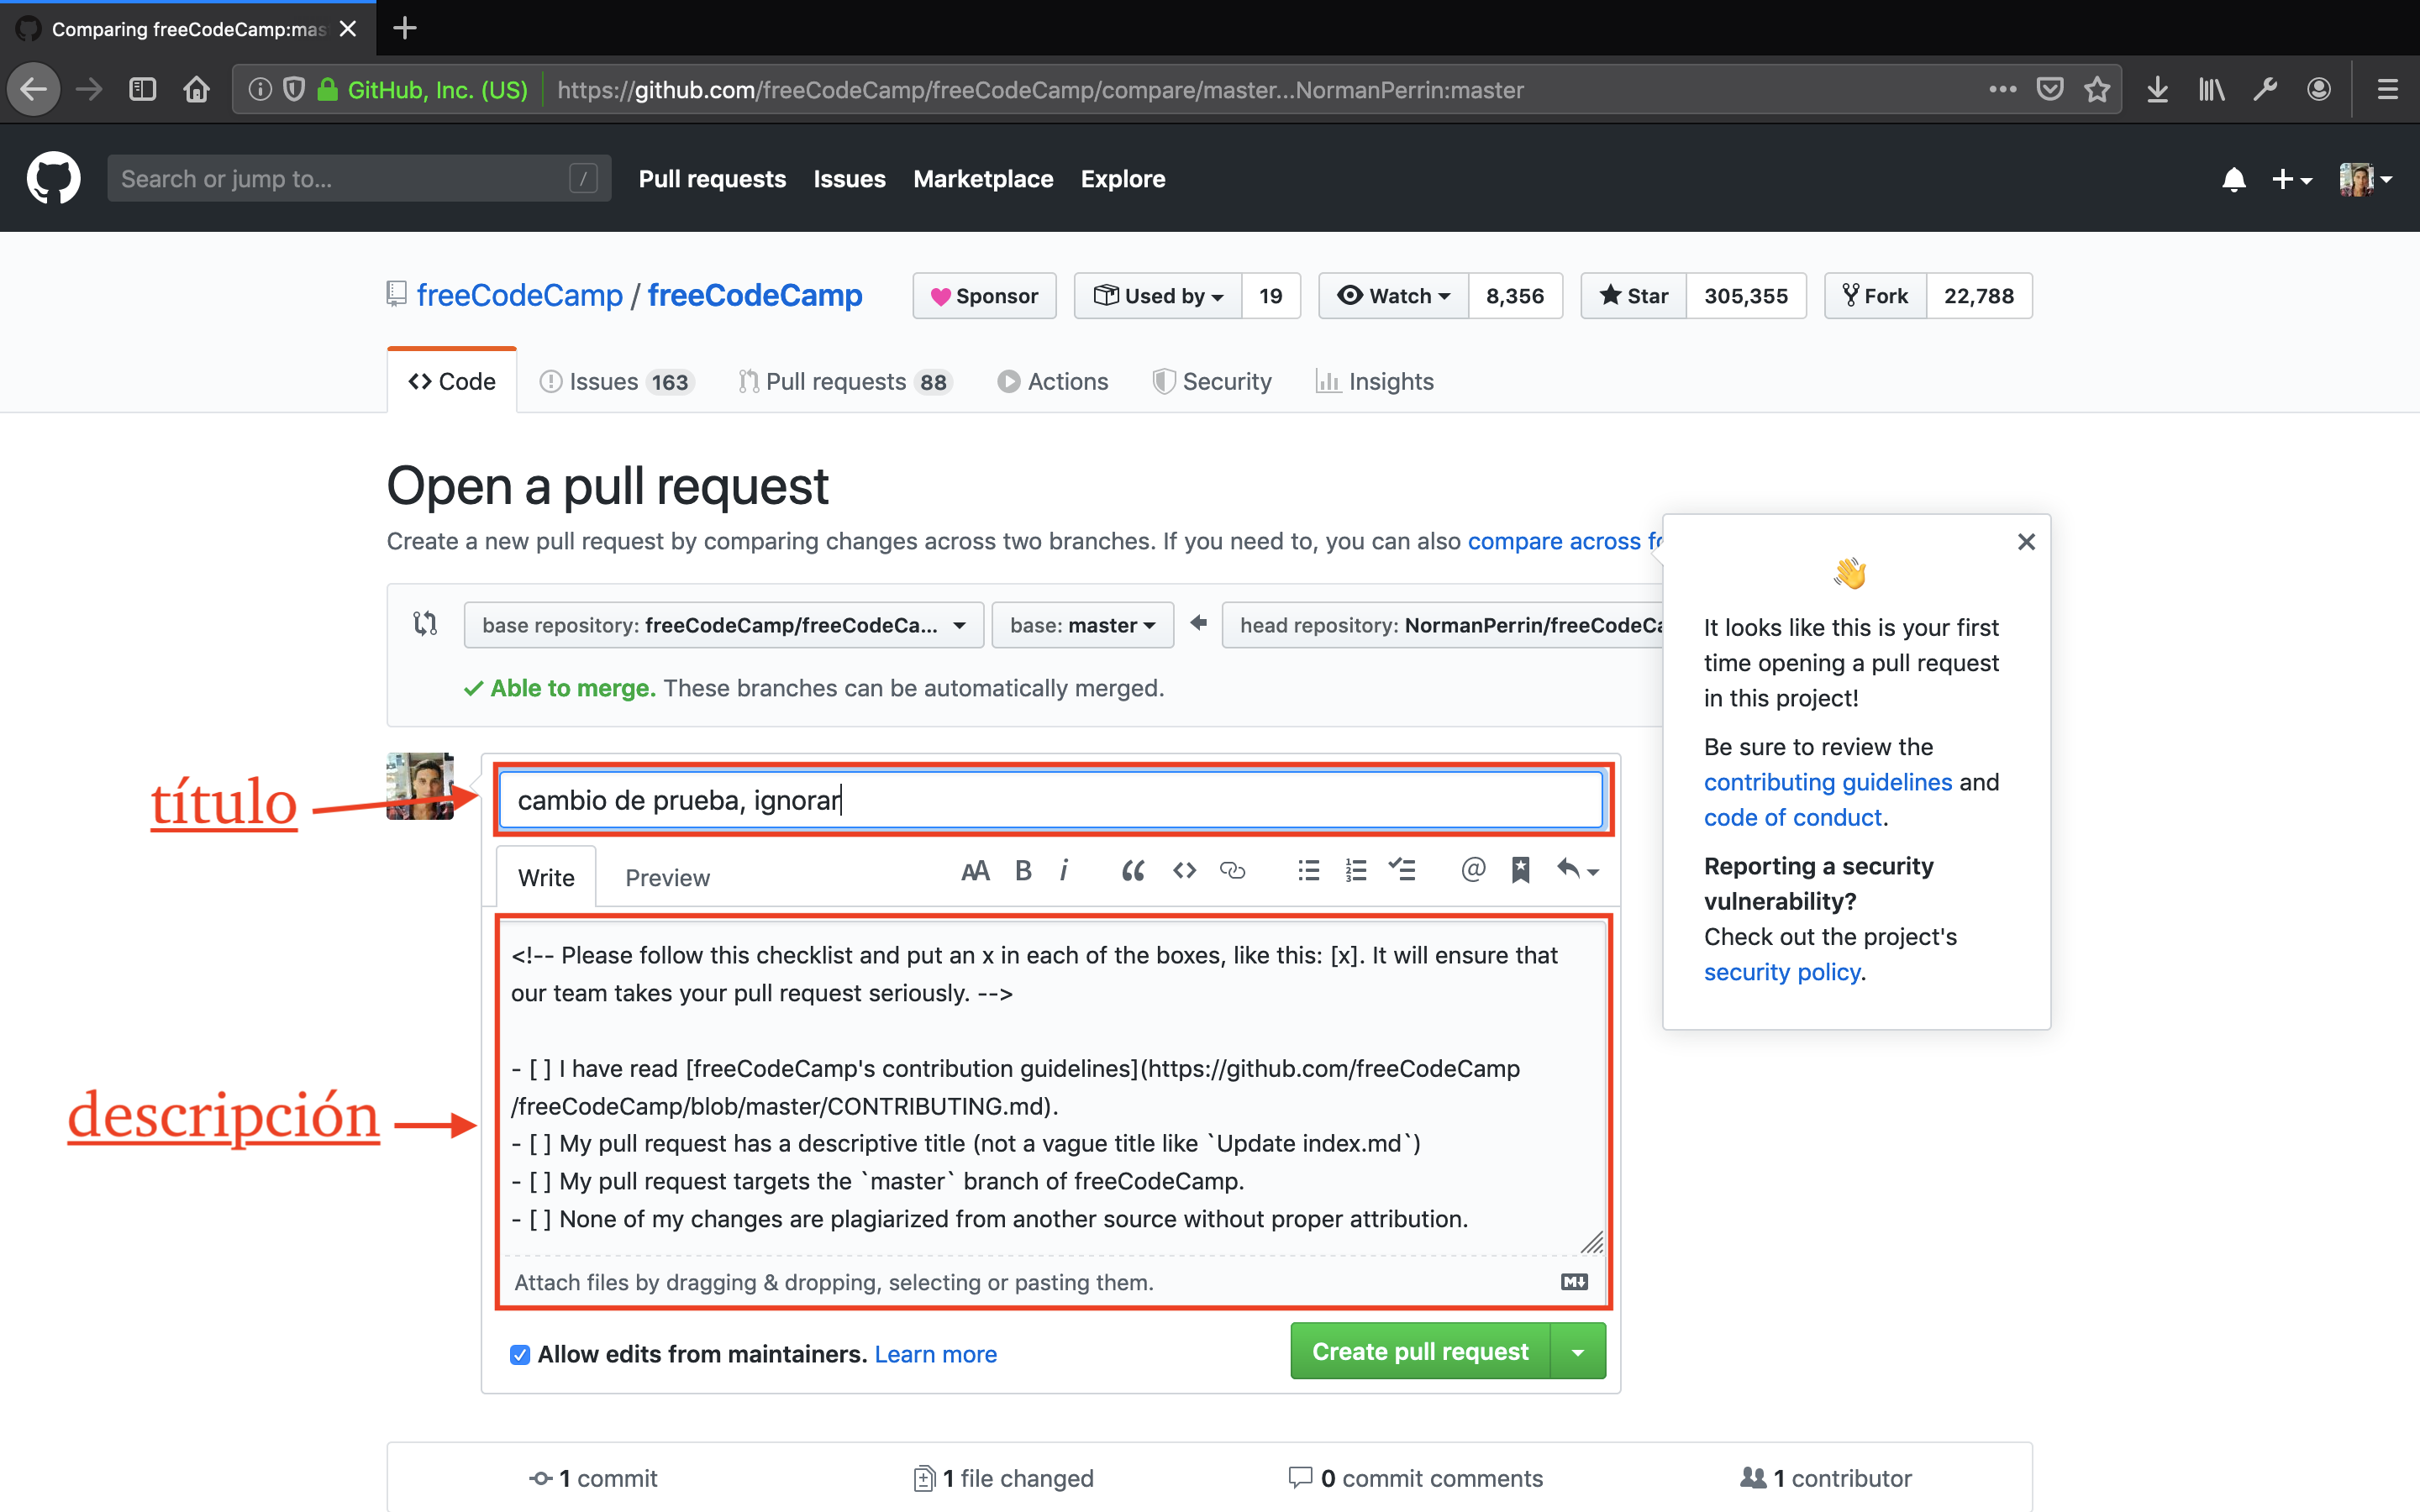 Comparing freeCodeCamp:mas
GitHub, Inc. (US) https://github.com/freeCodeCamp/freeCodeCamp/compare/master...NormanPerrin:master
Search or jump to... / Pull requests Issues Marketplace Explore
freeCodeCamp / freeCodeCamp Sponsor Used by 19 Watch 8,356 Star 305,355 Fork 22,788
Code Issues 163 Pull requests 88 Actions Security Insights
Open a pull request
Create a new pull request by comparing changes across two branches. If you need to, you can also compare across fo
base repository: freeCodeCamp/freeCodeCa... base: master head repository: NormanPerrin/freeCodeCa
Able to merge. These branches can be automatically merged.
It looks like this is your first
time opening a pull request
in this project!
Be sure to review the
contributing guidelines and
code of conduct.
Reporting a security
vulnerability?
Check out the project's
security policy.
título
cambio de prueba, ignorar
Write Preview
descripción
<!-- Please follow this checklist and put an x in each of the boxes, like this: [x]. It will ensure that
our team takes your pull request seriously. -->
- [ ] I have read [freeCodeCamp's contribution guidelines](https://github.com/freeCodeCamp
/freeCodeCamp/blob/master/CONTRIBUTING.md).
- [ ] My pull request has a descriptive title (not a vague title like `Update index.md`)
- [ ] My pull request targets the `master` branch of freeCodeCamp.
- [ ] None of my changes are plagiarized from another source without proper attribution.
Attach files by dragging & dropping, selecting or pasting them.
Allow edits from maintainers. Learn more Create pull request
1 commit 1 file changed 0 commit comments 1 contributor